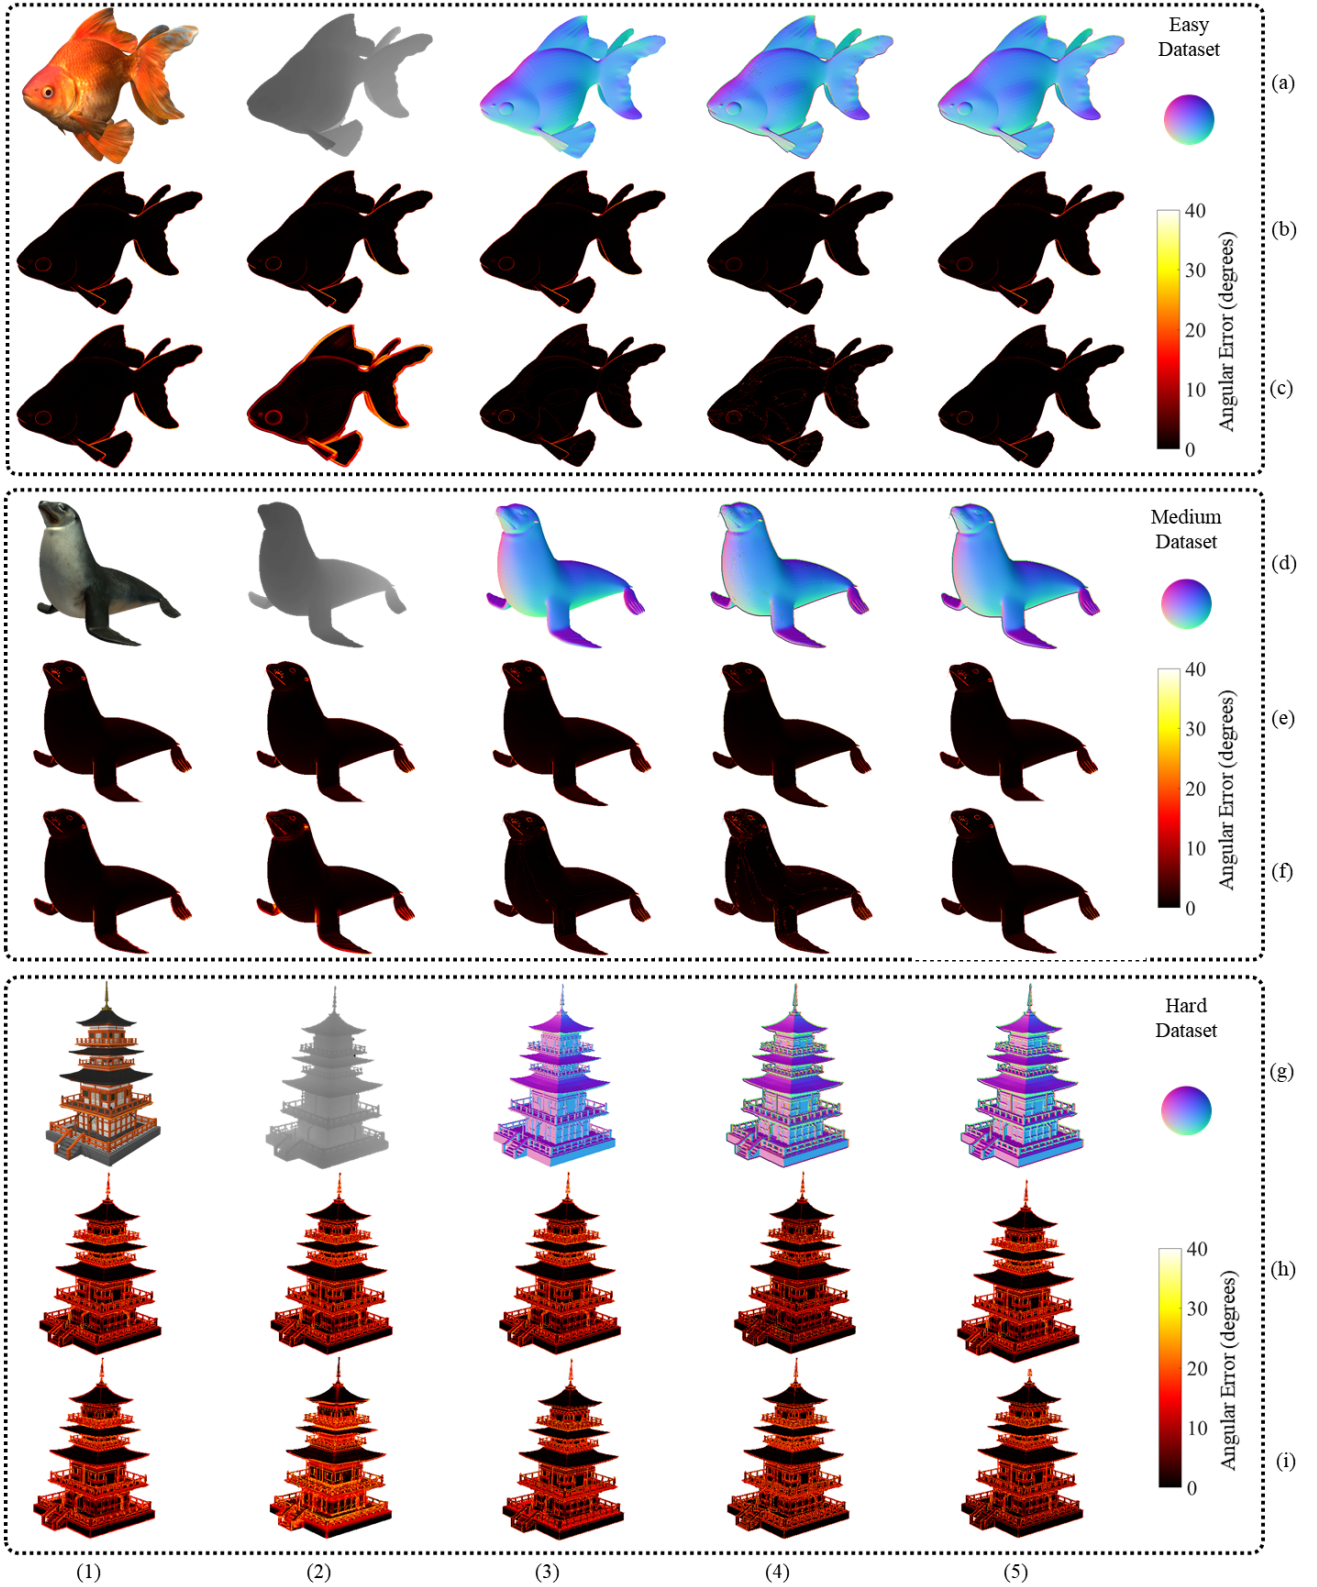 Easy
Dataset
(a)
40
(b)
30
20
10
0
Angular Error (degrees)
(c)
Medium
Dataset
(d)
40
(e)
30
20
10
0
Angular Error (degrees)
(f)
Hard
Dataset
(g)
40
(h)
30
20
10
0
Angular Error (degrees)
(i)
(1) (2) (3) (4) (5)